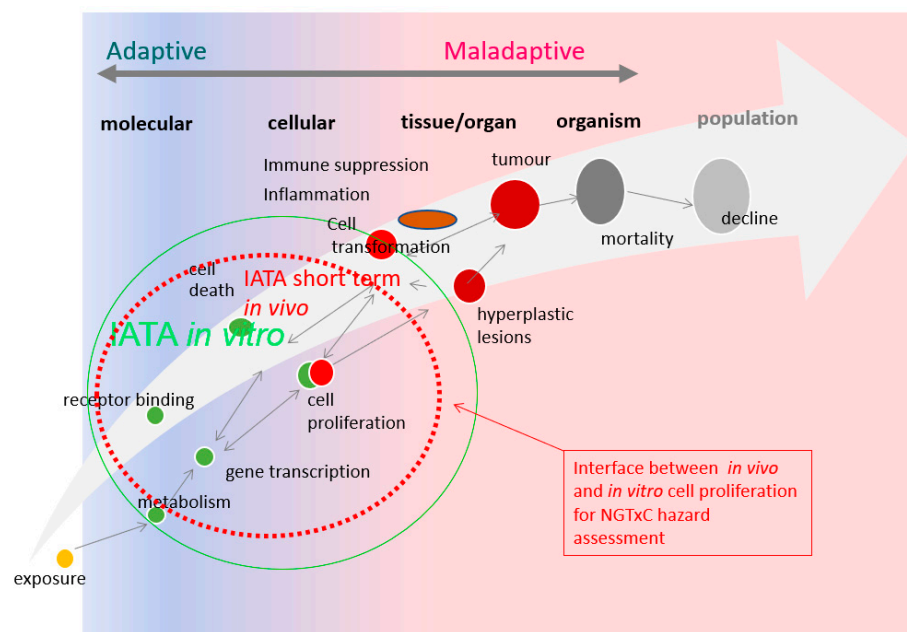 Adaptive
Maladaptive
molecular
cellular
tissue/organ
organism
population
Immune suppression
Inflammation
tumour
Cell
transformation
mortality
decline
cell
death
IATA short term
in vivo
IATA in vitro
hyperplastic
lesions
receptor binding
cell
proliferation
gene transcription
metabolism
exposure
Interface between in vivo
and in vitro cell proliferation
for NGTxC hazard
assessment